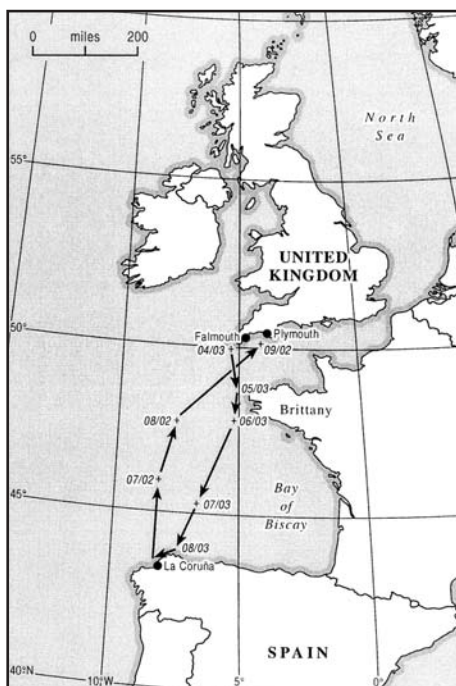 0 miles 200
North
Sea
55°
UNITED
KINGDOM
50°
Falmouth
Plymouth
04/03
09/02
05/03
Brittany
08/02
06/03
07/02
45°
07/03
Bay
of
Biscay
08/03
La Coruña
SPAIN
40°N
10°W
5°
0°